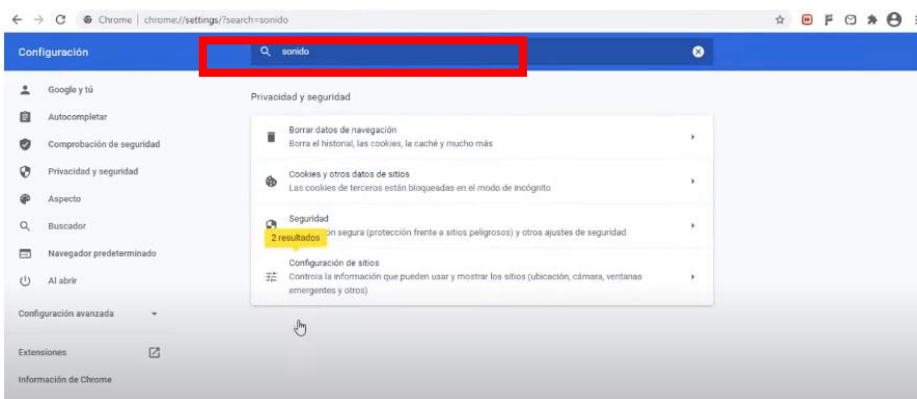 Chrome | chrome://settings/?search=sonido
Configuración
sonido
Google y tú
Autocompletar
Comprobación de seguridad
Privacidad y seguridad
Aspecto
Buscador
Navegador predeterminado
Al abrir
Configuración avanzada
Extensiones
Información de Chrome
Privacidad y seguridad
Borrar datos de navegación
Borra el historial, las cookies, la caché y mucho más
Cookies y otros datos de sitios
Las cookies de terceros están bloqueadas en el modo de incógnito
Seguridad
2 resultados
segura (protección frente a sitios peligrosos) y otros ajustes de seguridad
Configuración de sitios
Controla la información que pueden usar y mostrar los sitios (ubicación, cámara, ventanas
emergentes y otros)